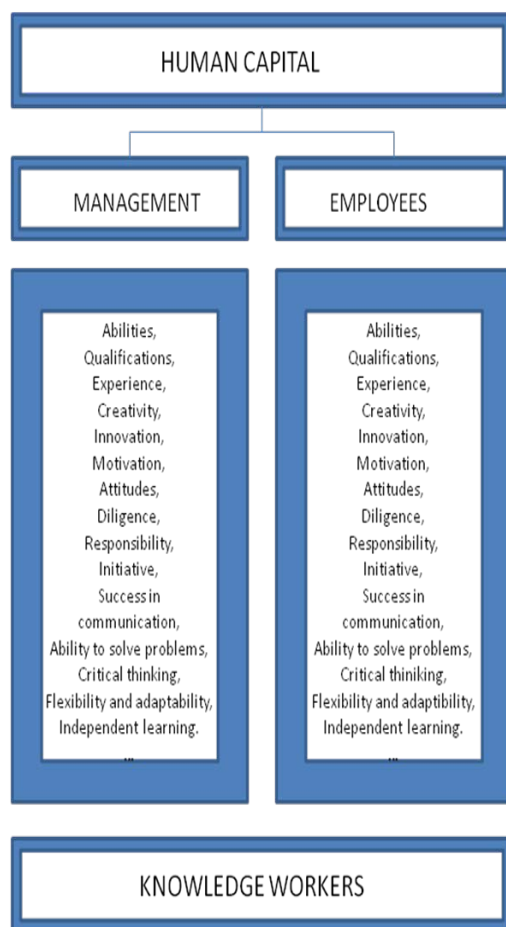 HUMAN CAPITAL
MANAGEMENT
EMPLOYEES
Abilities,
Qualifications,
Experience,
Creativity,
Innovation,
Motivation,
Attitudes,
Diligence,
Responsibility,
Initiative,
Success in
communication,
Ability to solve problems,
Critical thinking,
Flexibility and adaptability,
Independent learning.
...
Abilities,
Qualifications,
Experience,
Creativity,
Innovation,
Motivation,
Attitudes,
Diligence,
Responsibility,
Initiative,
Success in
communication,
Ability to solve problems,
Critical thiniking,
Flexibility and adaptibility,
Independent learning.
...
KNOWLEDGE WORKERS